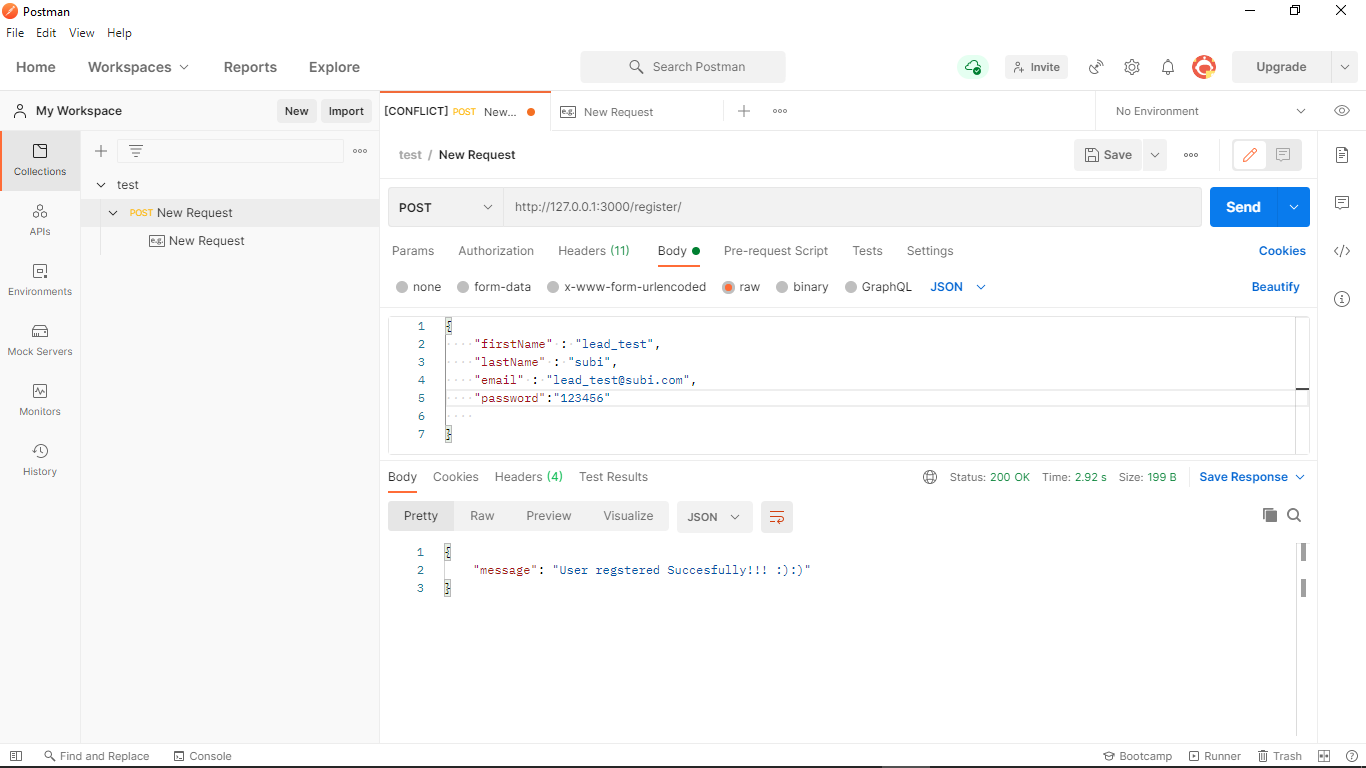 Postman
File Edit View Help
Home Workspaces Reports Explore Search Postman Invite Upgrade
My Workspace New Import
[CONFLICT] POST New... e.g. New Request No Environment
Collections
APIs
Environments
Mock Servers
Monitors
History
test
POST New Request
e.g. New Request
test / New Request Save
POST http://127.0.0.1:3000/register/ Send
Params Authorization Headers (11) Body Pre-request Script Tests Settings Cookies
none form-data x-www-form-urlencoded raw binary GraphQL JSON Beautify
1 {
2 "firstName" : "lead_test",
3 "lastName" : "subi",
4 "email" : "lead_test@subi.com",
5 "password":"123456"
6
7 }
Body Cookies Headers (4) Test Results Status: 200 OK Time: 2.92 s Size: 199 B Save Response
Pretty Raw Preview Visualize JSON
1 {
2 "message": "User regstered Succesfully!!! :):)"
3 }
Find and Replace Console Bootcamp Runner Trash